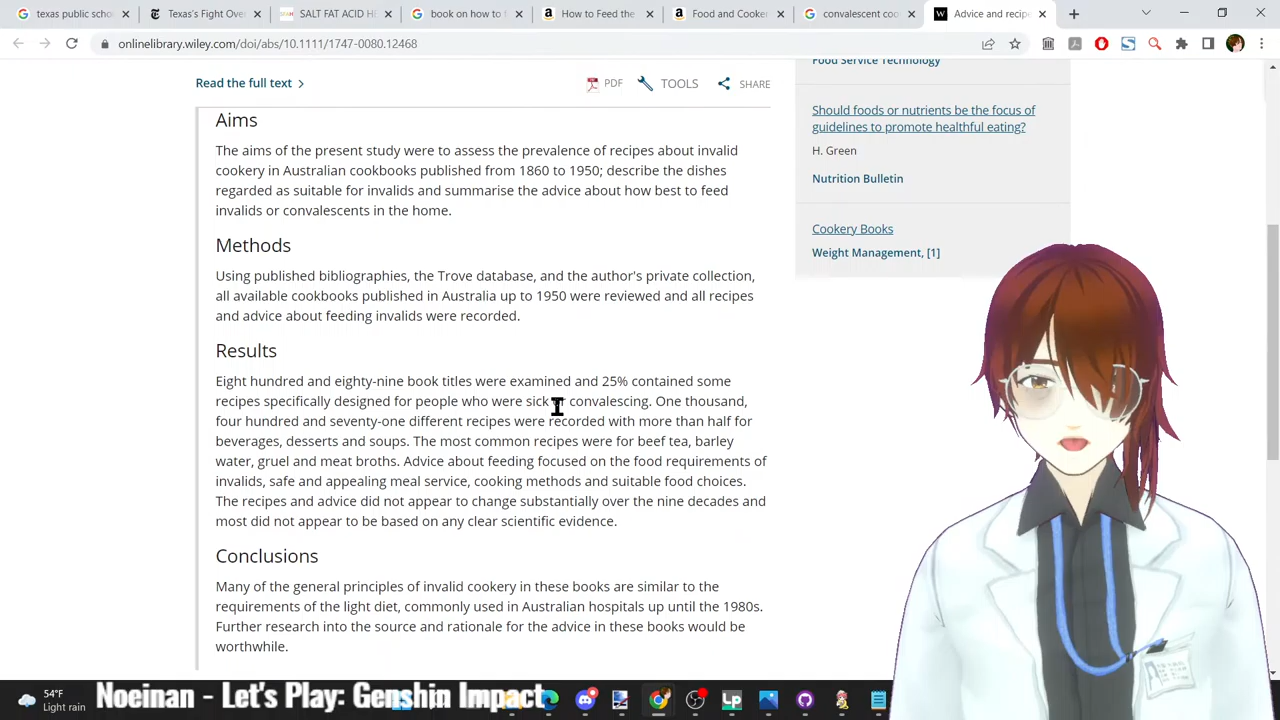 texas public schoo
Texas's Fight Over
SALT FAT ACID HE
book on how to
How to Feed the
Food and Cooker
convalescent coo
Advice and recipe
onlinelibrary.wiley.com/doi/abs/10.1111/1747-0080.12468
Read the full text
PDF
TOOLS
SHARE
Aims
The aims of the present study were to assess the prevalence of recipes about invalid
cookery in Australian cookbooks published from 1860 to 1950; describe the dishes
regarded as suitable for invalids and summarise the advice about how best to feed
invalids or convalescents in the home.
Methods
Using published bibliographies, the Trove database, and the author's private collection,
all available cookbooks published in Australia up to 1950 were reviewed and all recipes
and advice about feeding invalids were recorded.
Results
Eight hundred and eighty-nine book titles were examined and 25% contained some
recipes specifically designed for people who were sick or convalescing. One thousand,
four hundred and seventy-one different recipes were recorded with more than half for
beverages, desserts and soups. The most common recipes were for beef tea, barley
water, gruel and meat broths. Advice about feeding focused on the food requirements of
invalids, safe and appealing meal service, cooking methods and suitable food choices.
The recipes and advice did not appear to change substantially over the nine decades and
most did not appear to be based on any clear scientific evidence.
Conclusions
Many of the general principles of invalid cookery in these books are similar to the
requirements of the light diet, commonly used in Australian hospitals up until the 1980s.
Further research into the source and rationale for the advice in these books would be
worthwhile.
Food Service Technology
Should foods or nutrients be the focus of
guidelines to promote healthful eating?
H. Green
Nutrition Bulletin
Cookery Books
Weight Management, [1]
54°F
Light rain
Noeinan - Let's Play: Genshin Impact